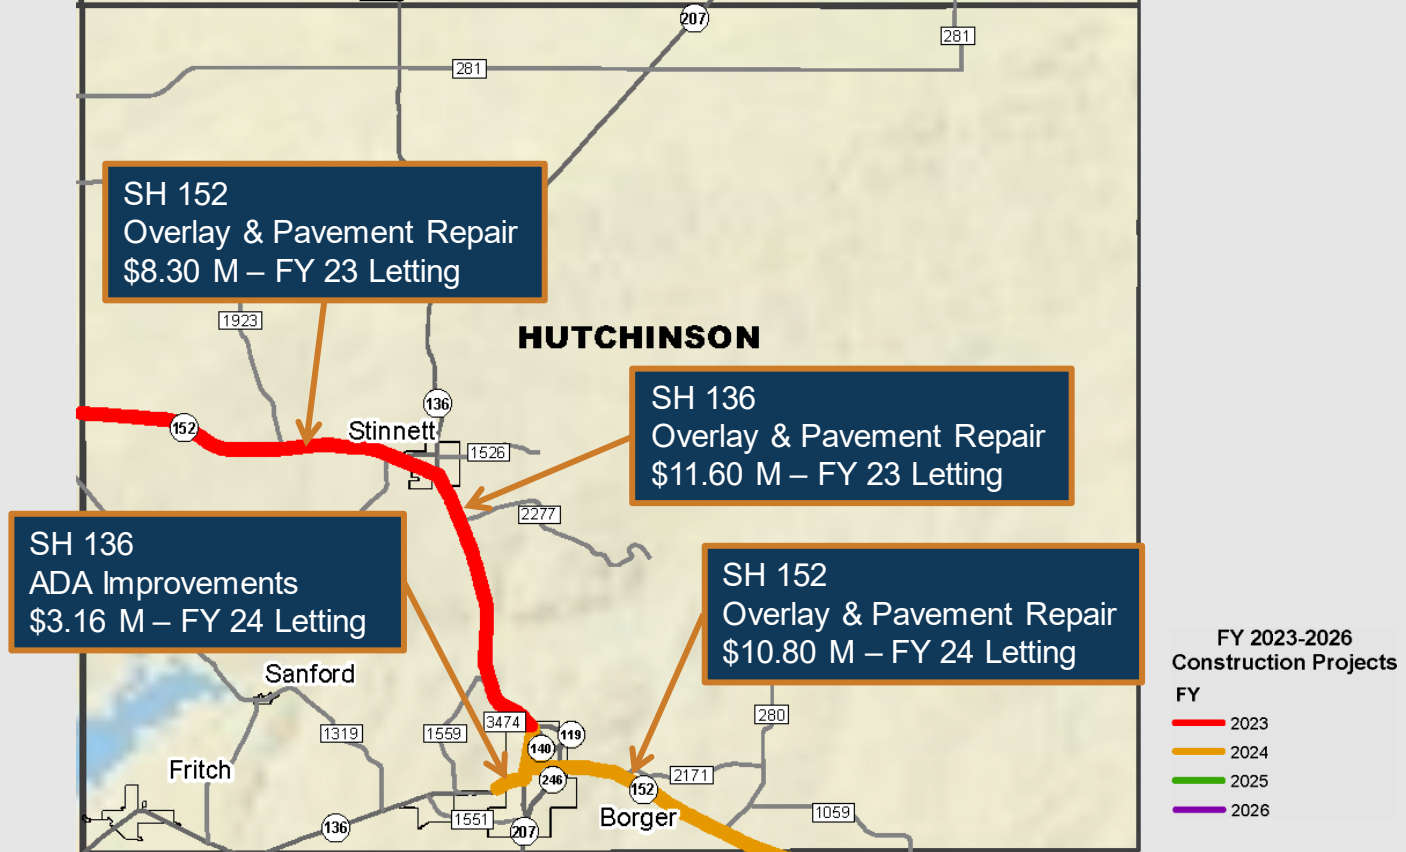 207
281
281
SH 152
Overlay & Pavement Repair
$8.30 M – FY 23 Letting
1923
HUTCHINSON
136
152
Stinnett
1526
SH 136
Overlay & Pavement Repair
$11.60 M – FY 23 Letting
2277
SH 136
ADA Improvements
$3.16 M – FY 24 Letting
SH 152
Overlay & Pavement Repair
$10.80 M – FY 24 Letting
Sanford
3474
280
1319
1559
119
140
Fritch
246
2171
152
Borger
1551
136
207
1059
FY 2023-2026
Construction Projects
FY
2023
2024
2025
2026